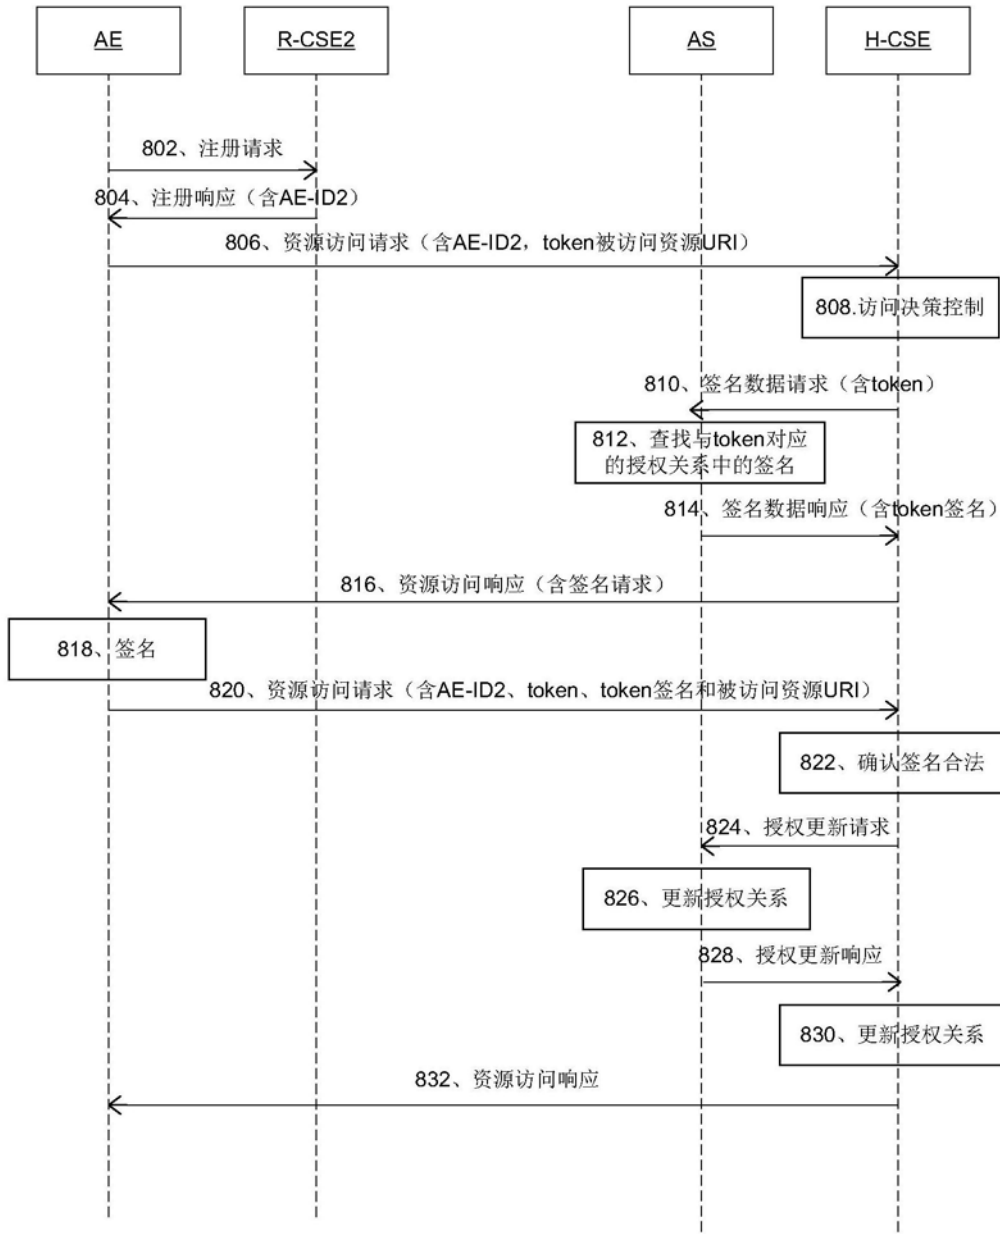 AE
R-CSE2
AS
H-CSE
802、注册请求
804、注册响应（含AE-ID2）
806、资源访问请求（含AE-ID2，token被访问资源URI）
808.访问决策控制
810、签名数据请求（含token）
812、查找与token对应
的授权关系中的签名
814、签名数据响应（含token签名）
816、资源访问响应（含签名请求）
818、签名
820、资源访问请求（含AE-ID2、token、token签名和被访问资源URI）
822、确认签名合法
824、授权更新请求
826、更新授权关系
828、授权更新响应
830、更新授权关系
832、资源访问响应